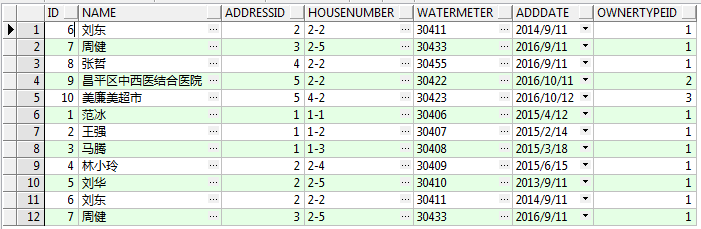 ID NAME ADDRESSID HOUSENUMBER WATERMETER ADDDATE OWNERTYPEID
1 6 刘东 ... 2 2-2 ... 30411 ... 2014/9/11 1
2 7 周健 ... 3 2-5 ... 30433 ... 2016/9/11 1
3 8 张哲 ... 4 2-2 ... 30455 ... 2016/9/11 1
4 9 昌平区中西医结合医院 ... 5 2-2 ... 30422 ... 2016/10/11 2
5 10 美廉美超市 ... 5 4-2 ... 30423 ... 2016/10/12 3
6 1 范冰 ... 1 1-1 ... 30406 ... 2015/4/12 1
7 2 王强 ... 1 1-2 ... 30407 ... 2015/2/14 1
8 3 马腾 ... 1 1-3 ... 30408 ... 2015/3/18 1
9 4 林小玲 ... 2 2-4 ... 30409 ... 2015/6/15 1
10 5 刘华 ... 2 2-5 ... 30410 ... 2013/9/11 1
11 6 刘东 ... 2 2-2 ... 30411 ... 2014/9/11 1
12 7 周健 ... 3 2-5 ... 30433 ... 2016/9/11 1